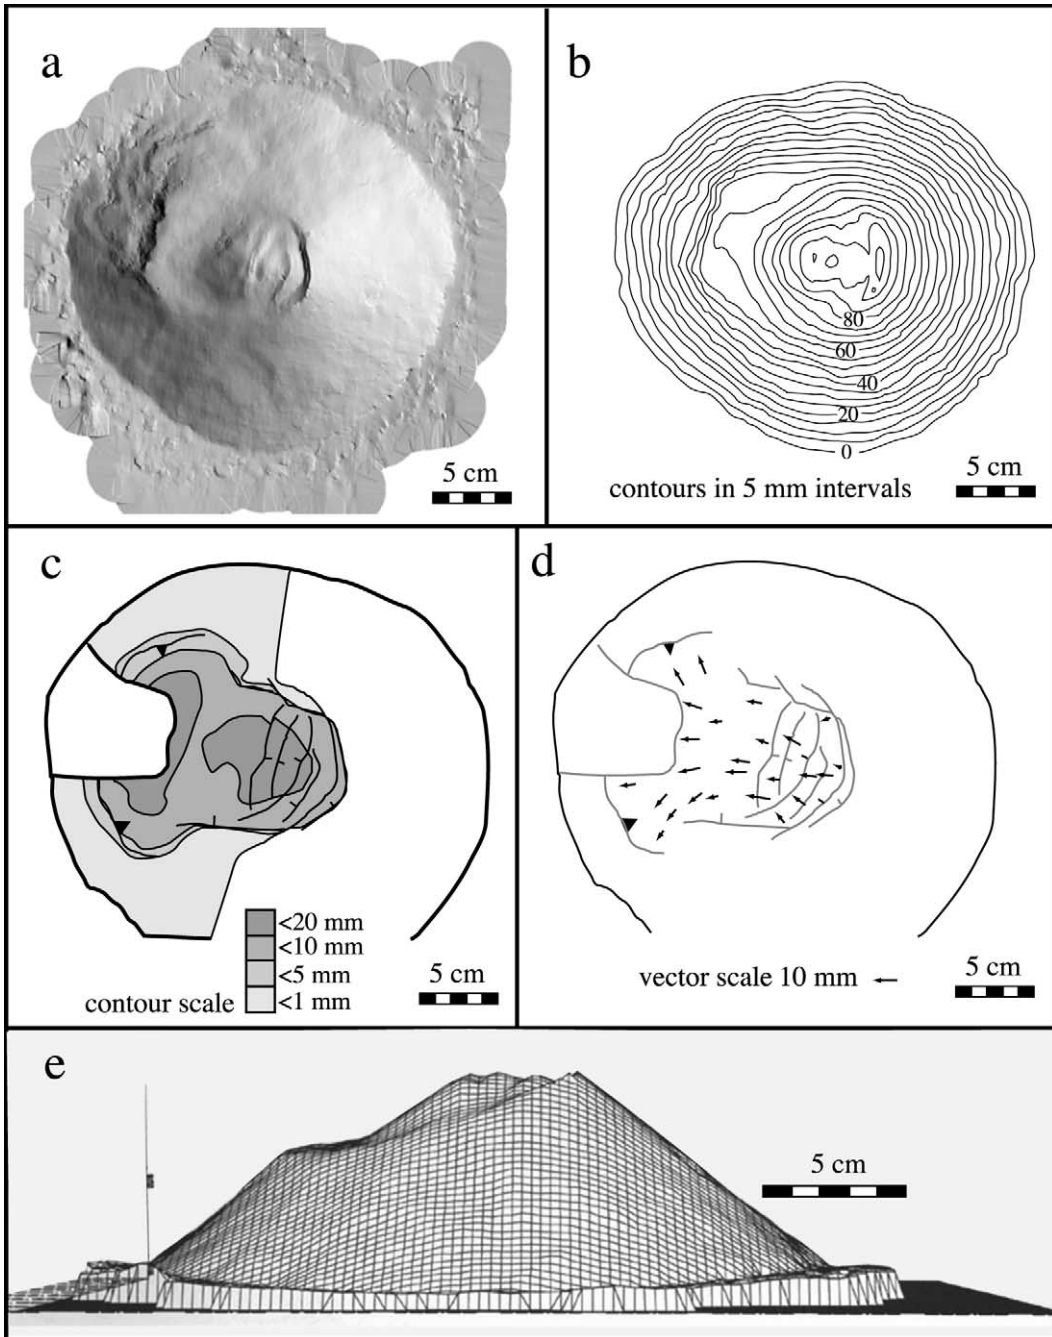 a
5 cm
b
80
60
40
20
0
contours in 5 mm intervals
5 cm
c
<20 mm
<10 mm
<5 mm
<1 mm
contour scale
5 cm
d
vector scale 10 mm
5 cm
e
5 cm